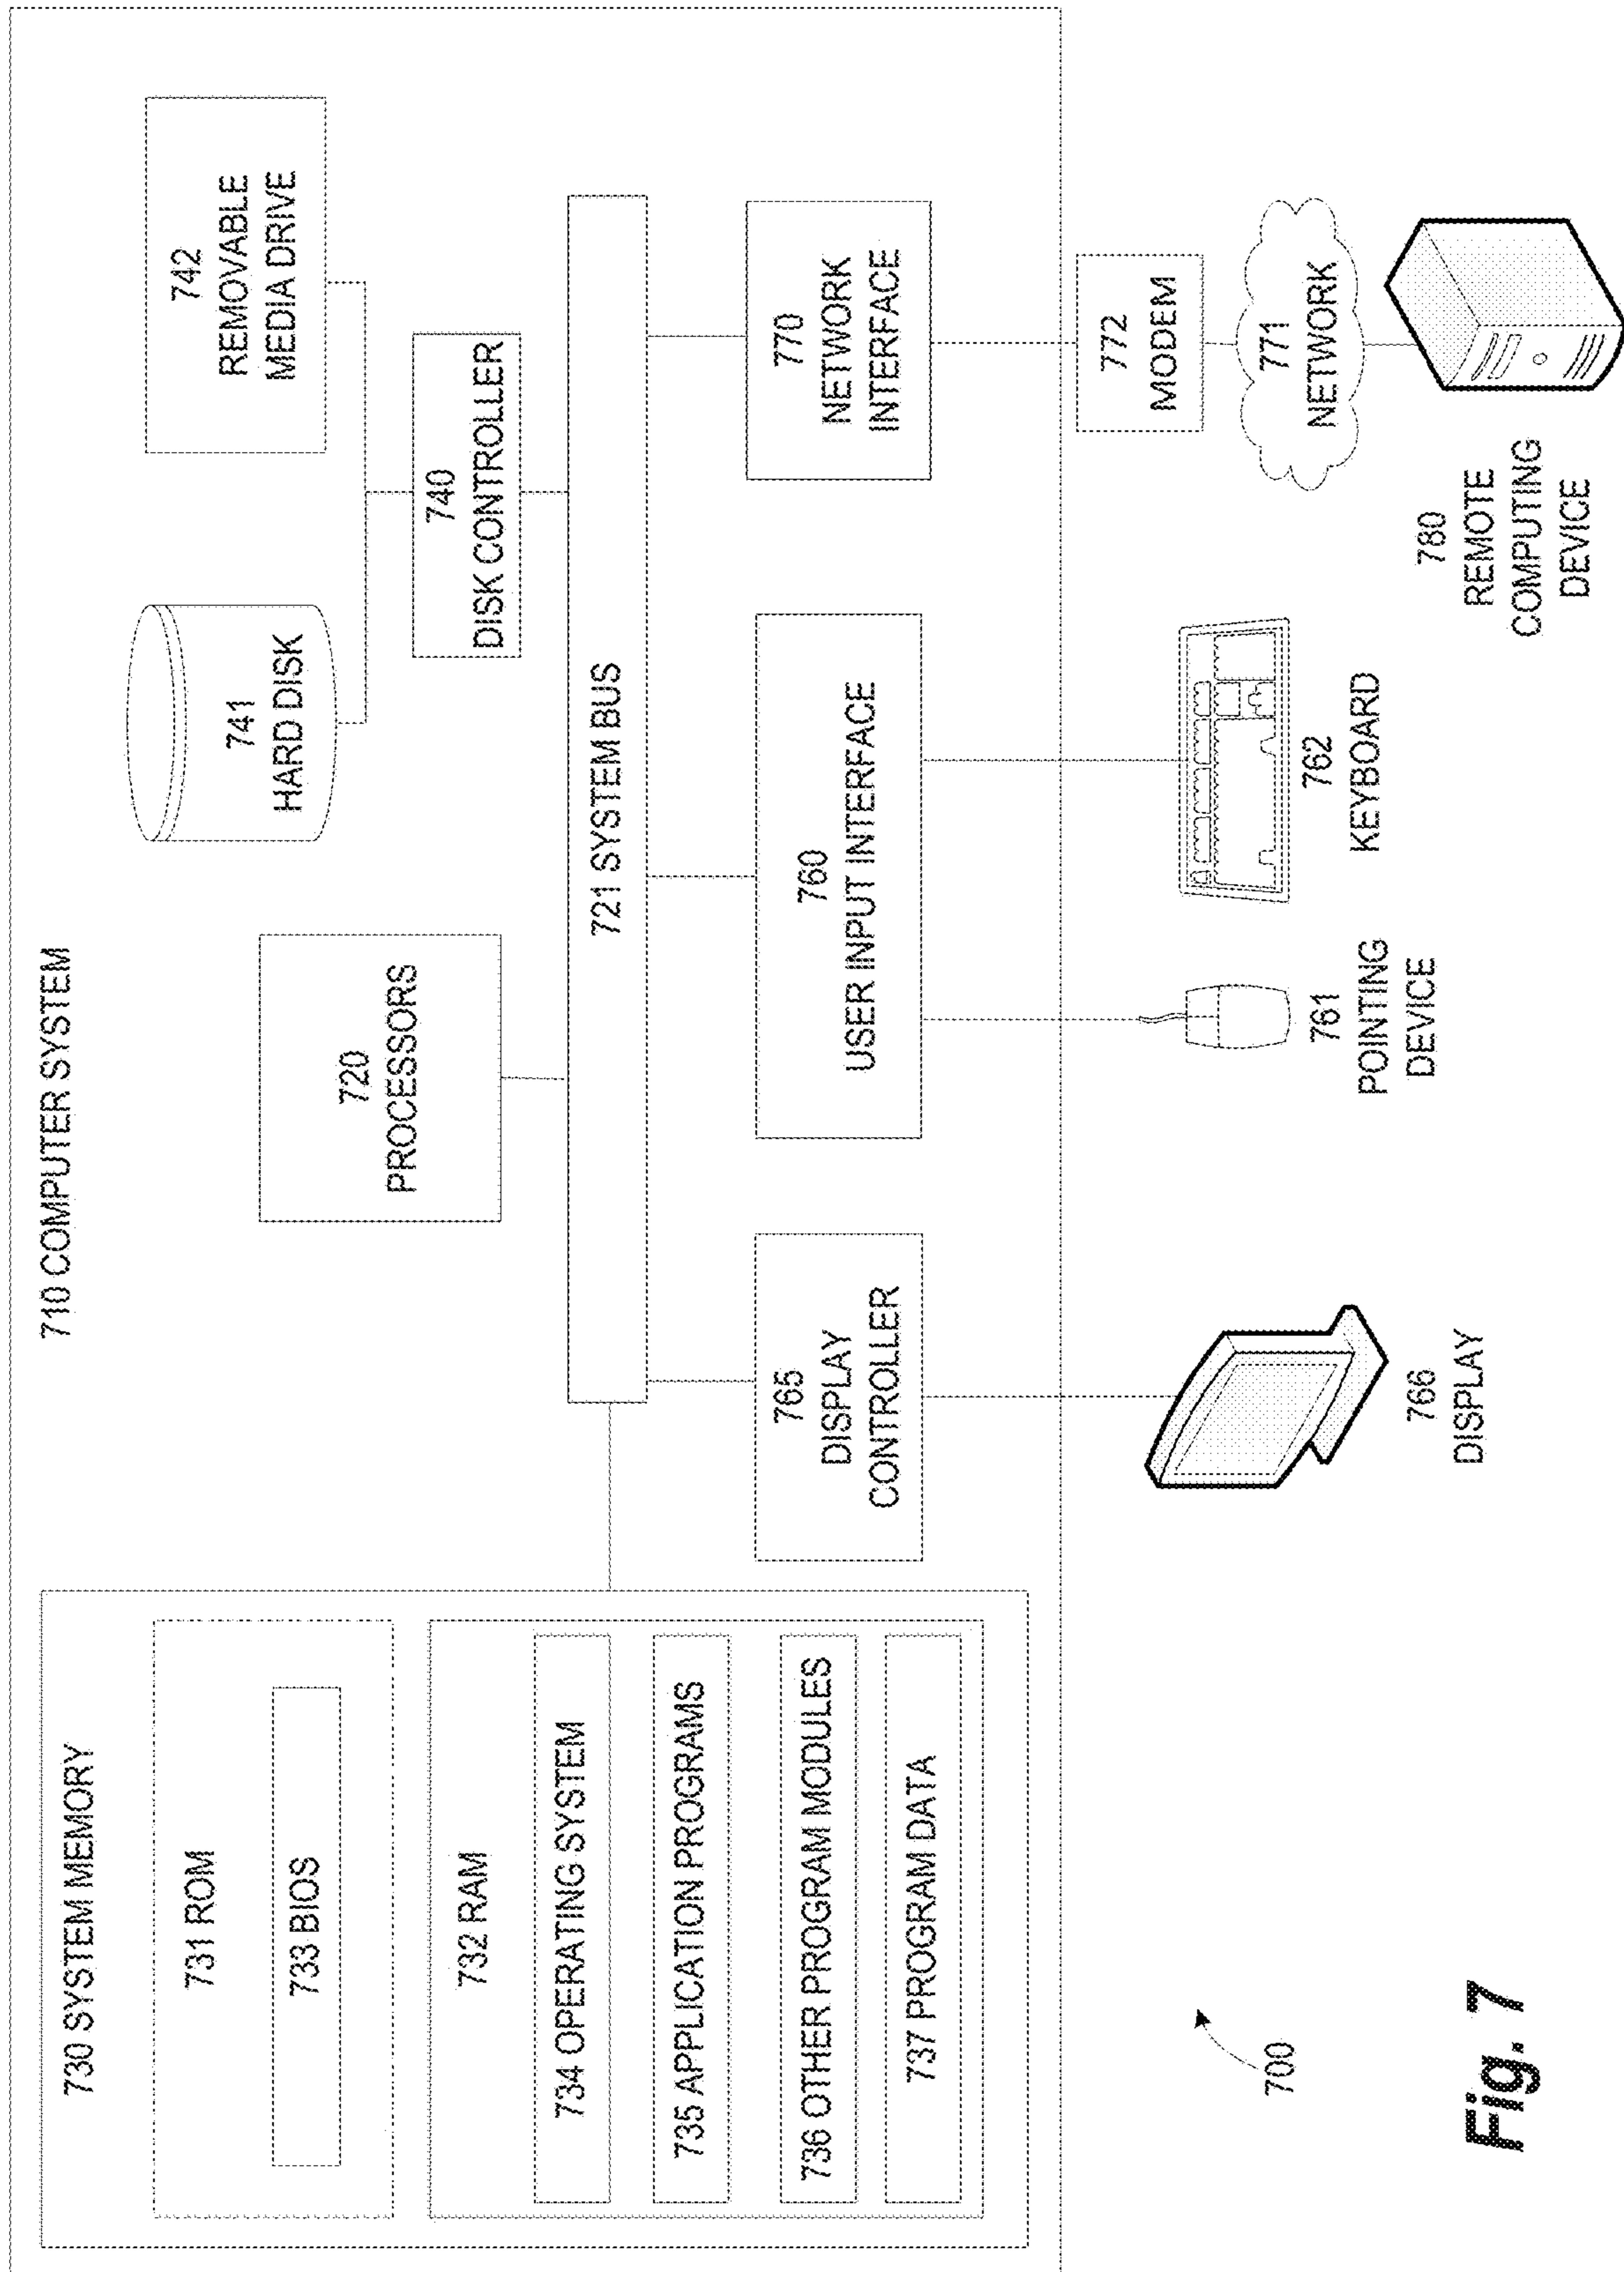 710 COMPUTER SYSTEM
730 SYSTEM MEMORY
731 ROM
733 BIOS
732 RAM
734 OPERATING SYSTEM
735 APPLICATION PROGRAMS
736 OTHER PROGRAM MODULES
737 PROGRAM DATA
720
PROCESSORS
741
HARD DISK
742
REMOVABLE
MEDIA DRIVE
740
DISK CONTROLLER
721 SYSTEM BUS
765
DISPLAY
CONTROLLER
760
USER INPUT INTERFACE
770
NETWORK
INTERFACE
772
MODEM
771
NETWORK
766
DISPLAY
761
POINTING
DEVICE
762
KEYBOARD
780
REMOTE
COMPUTING
DEVICE
700
Fig. 7